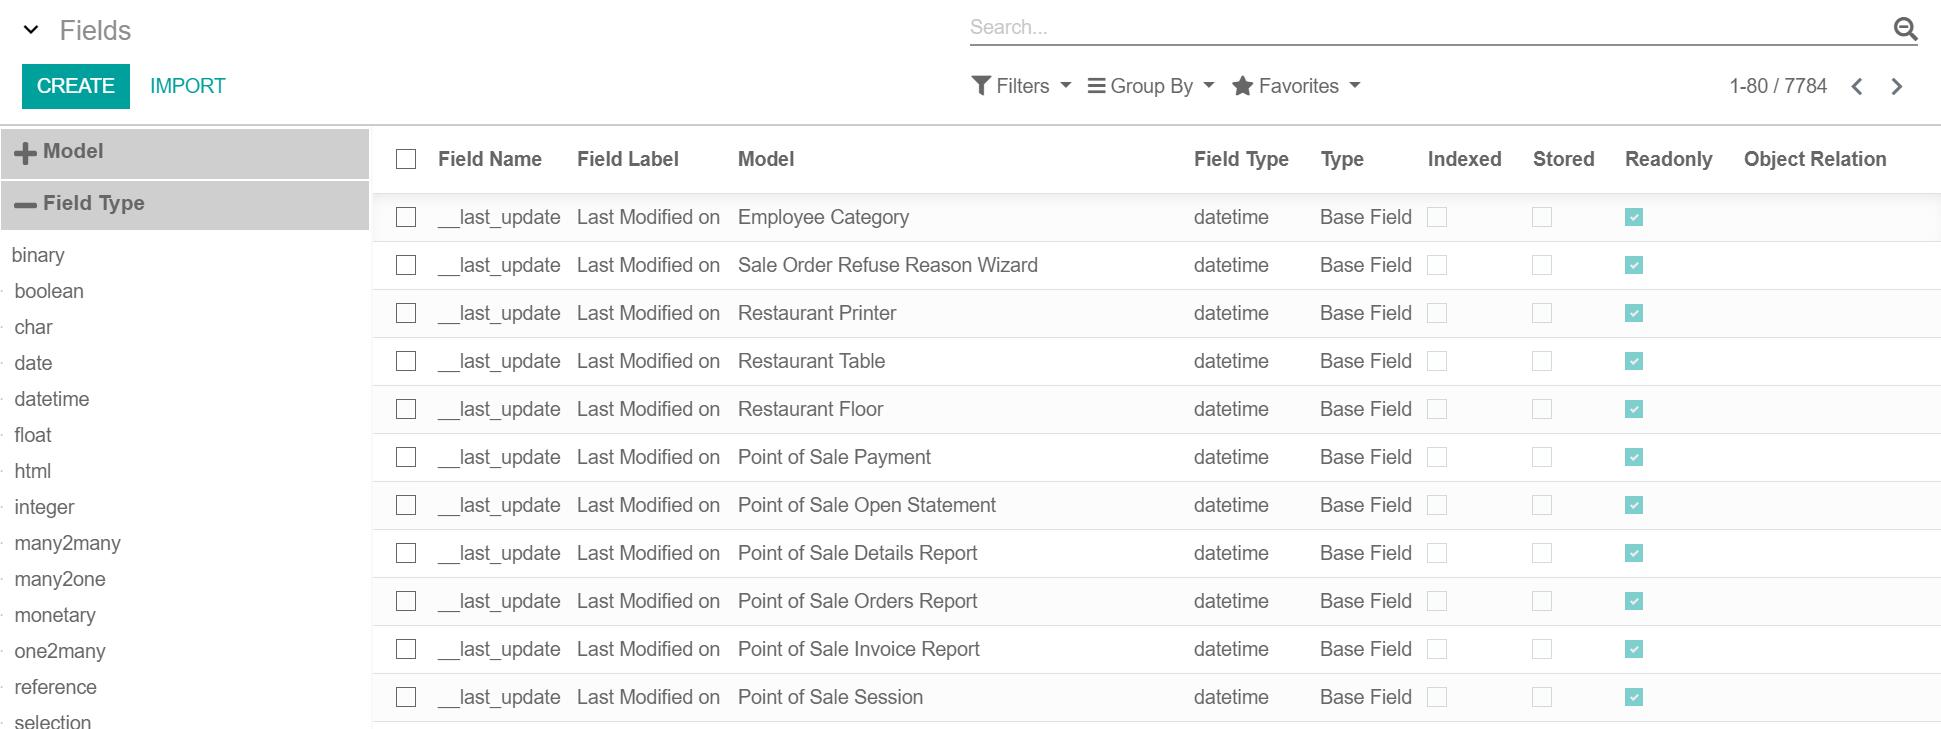 Fields
Search...
CREATE IMPORT
Filters Group By Favorites 1-80 / 7784
Model
Field Type
binary
boolean
char
date
datetime
float
html
integer
many2many
many2one
monetary
one2many
reference
selection
Field Name Field Label Model Field Type Type Indexed Stored Readonly Object Relation
__last_update Last Modified on Employee Category datetime Base Field
__last_update Last Modified on Sale Order Refuse Reason Wizard datetime Base Field
__last_update Last Modified on Restaurant Printer datetime Base Field
__last_update Last Modified on Restaurant Table datetime Base Field
__last_update Last Modified on Restaurant Floor datetime Base Field
__last_update Last Modified on Point of Sale Payment datetime Base Field
__last_update Last Modified on Point of Sale Open Statement datetime Base Field
__last_update Last Modified on Point of Sale Details Report datetime Base Field
__last_update Last Modified on Point of Sale Orders Report datetime Base Field
__last_update Last Modified on Point of Sale Invoice Report datetime Base Field
__last_update Last Modified on Point of Sale Session datetime Base Field